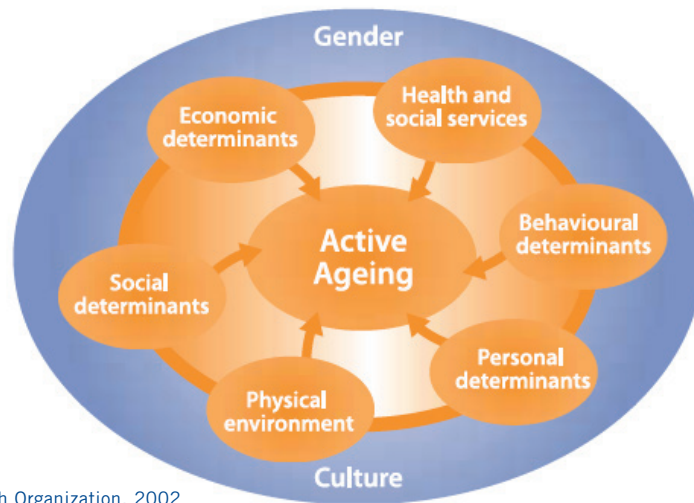 Gender
Economic
determinants
Health and
social services
Active
Ageing
Behavioural
determinants
Social
determinants
Personal
determinants
Physical
environment
Culture
Organization, 2002